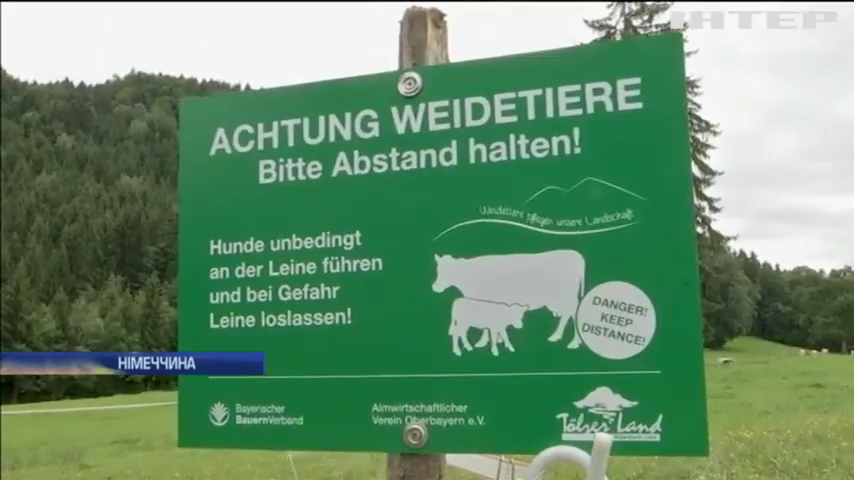 ІНТЕР
ACHTUNG WEIDETIERE
Bitte Abstand halten!
Weidetiere pflegen unsere Landschaft
Hunde unbedingt
an der Leine führen
und bei Gefahr
Leine loslassen!
DANGER!
KEEP
DISTANCE!
НІМЕЧЧИНА
Bayerischer
BauernVerband
Almwirtschaftlicher
Verein Oberbayern e.V.
Tölzer Land